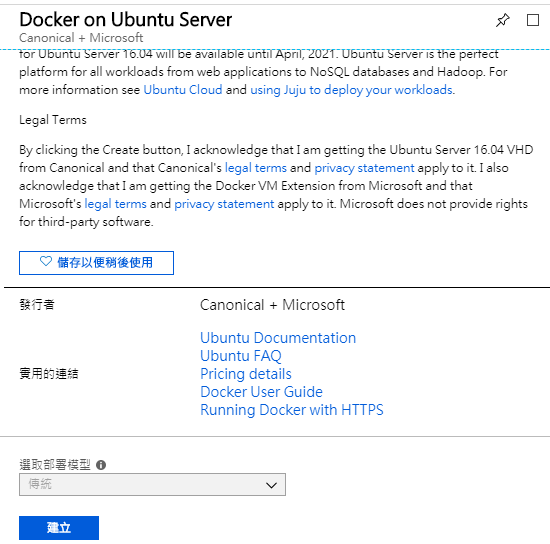 Docker on Ubuntu Server
Canonical + Microsoft
for Ubuntu Server 16.04 will be available until April, 2021. Ubuntu Server is the perfect
platform for all workloads from web applications to NoSQL databases and Hadoop. For
more information see Ubuntu Cloud and using Juju to deploy your workloads.
Legal Terms
By clicking the Create button, I acknowledge that I am getting the Ubuntu Server 16.04 VHD
from Canonical and that Canonical's legal terms and privacy statement apply to it. I also
acknowledge that I am getting the Docker VM Extension from Microsoft and that
Microsoft's legal terms and privacy statement apply to it. Microsoft does not provide rights
for third-party software.
儲存以便稍後使用
發行者 Canonical + Microsoft
Ubuntu Documentation
Ubuntu FAQ
實用的連結 Pricing details
Docker User Guide
Running Docker with HTTPS
選取部署模型
傳統
建立